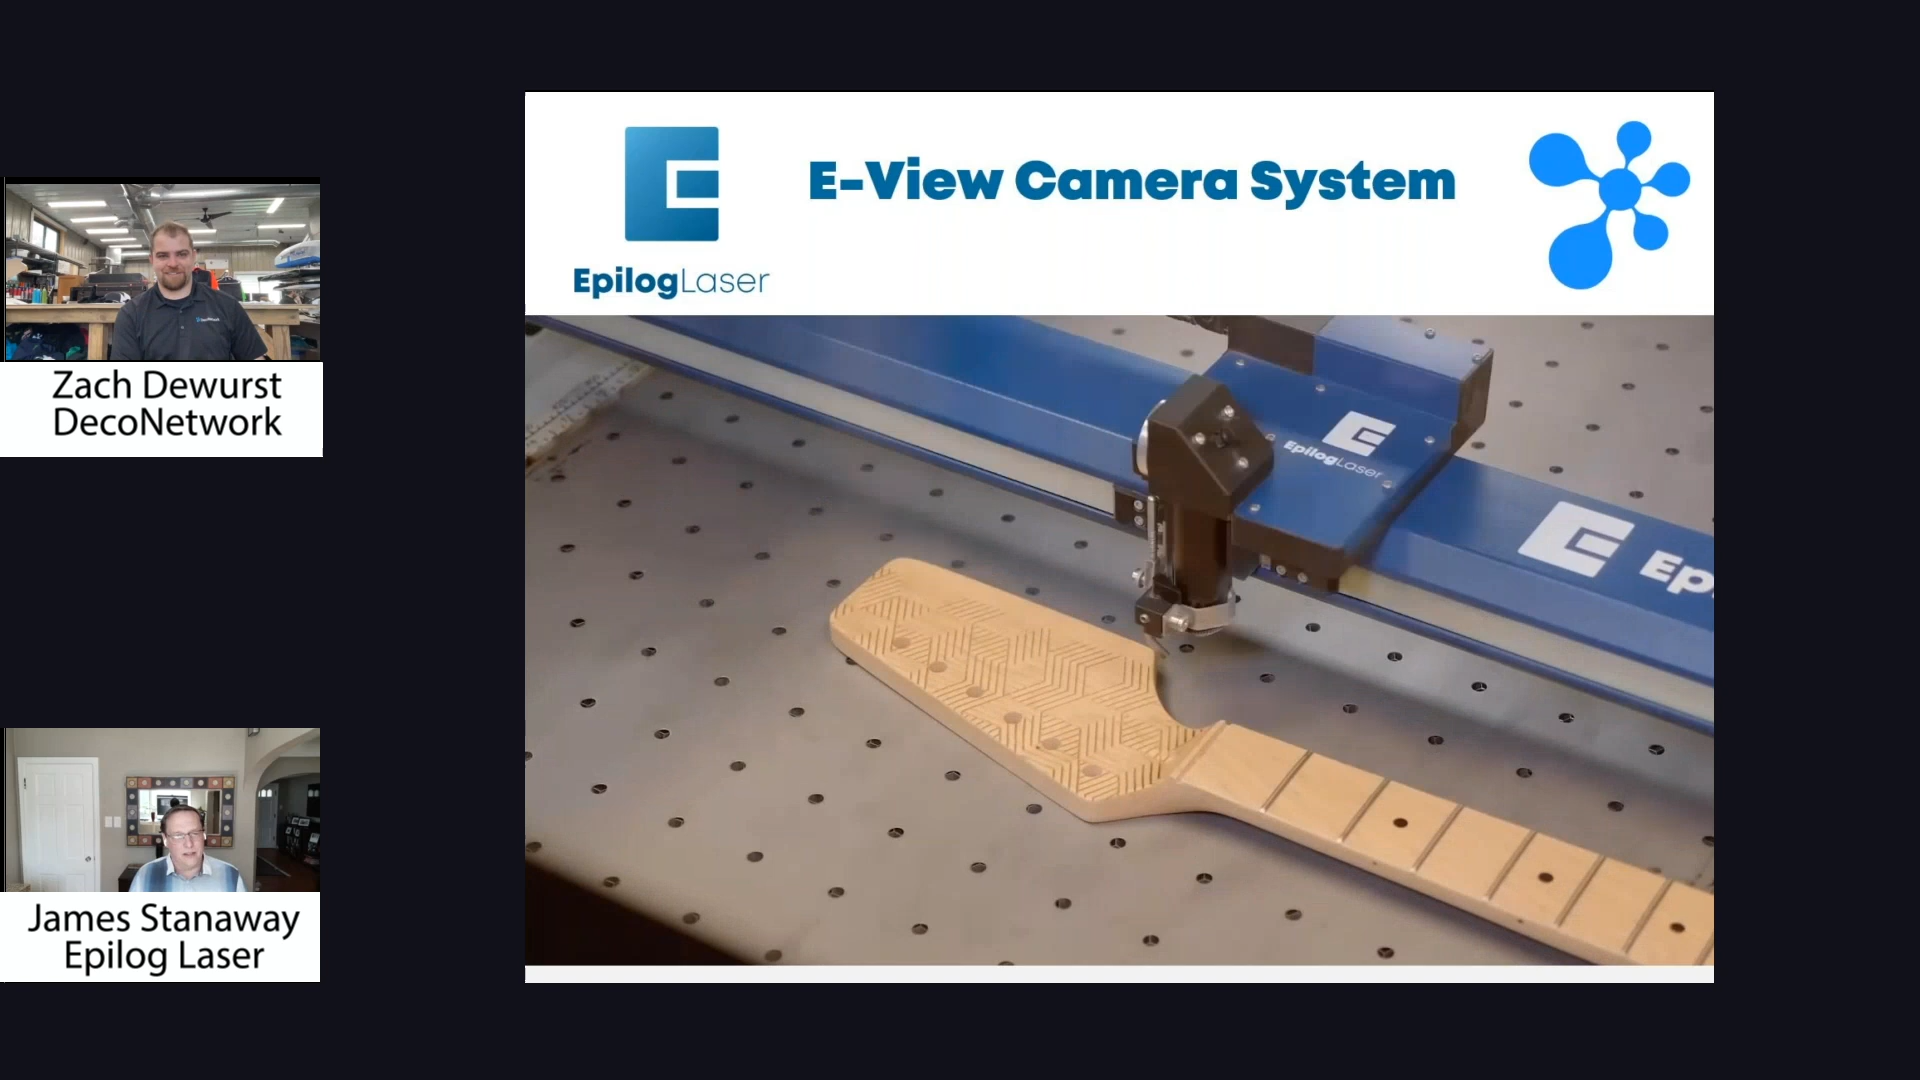 E-View Camera System
EpilogLaser
EpilogLaser
Ep
Zach Dewurst
DecoNetwork
James Stanaway
Epilog Laser